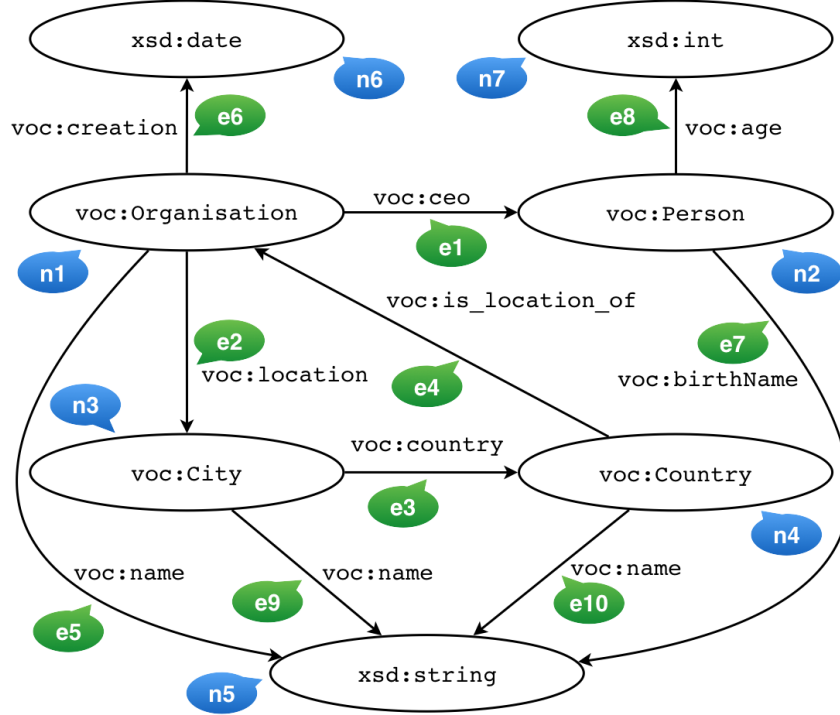 xsd:date
xsd:int
n6
n7
e6
e8
voc:creation
voc:age
voc:ceo
voc:Organisation
voc:Person
e1
n1
n2
voc:is_location_of
e2
e7
voc:location
e4
voc:birthName
n3
voc:country
voc:City
voc:Country
e3
n4
voc:name
voc:name
voc:name
e9
e10
e5
xsd:string
n5